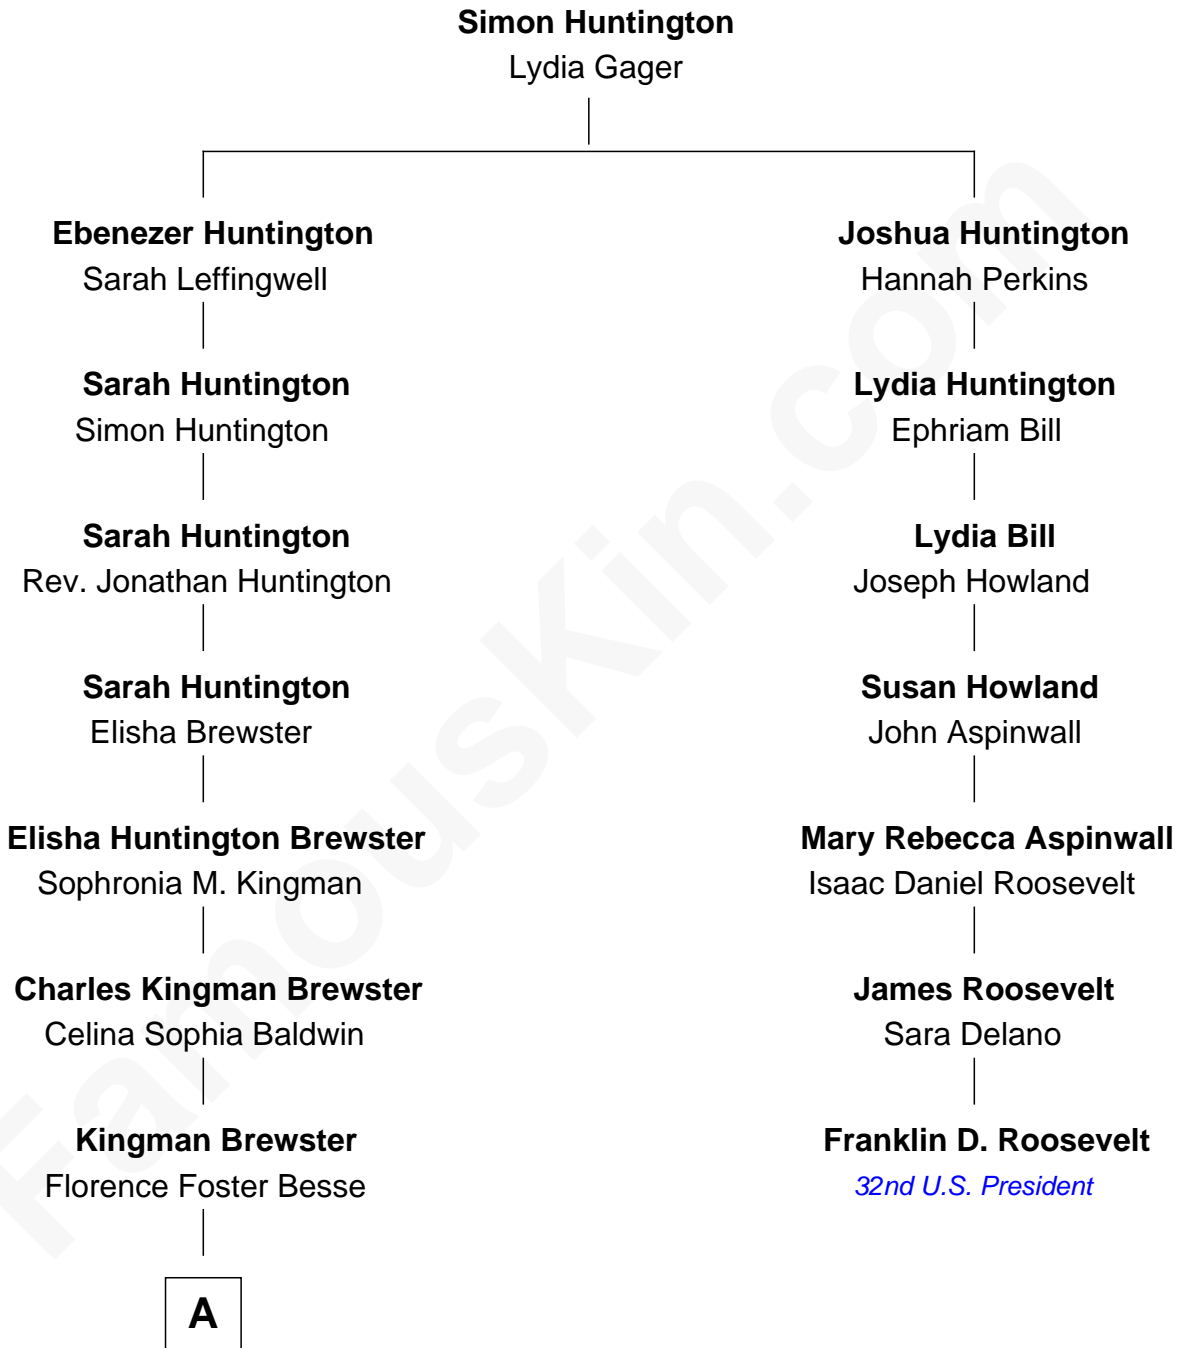 Simon Huntington
Lydia Gager
Ebenezer Huntington
Sarah Leffingwell
Joshua Huntington
Hannah Perkins
Sarah Huntington
Simon Huntington
Lydia Huntington
Ephriam Bill
Sarah Huntington
Rev. Jonathan Huntington
Lydia Bill
Joseph Howland
Sarah Huntington
Elisha Brewster
Susan Howland
John Aspinwall
Elisha Huntington Brewster
Sophronia M. Kingman
Mary Rebecca Aspinwall
Isaac Daniel Roosevelt
Charles Kingman Brewster
Celina Sophia Baldwin
James Roosevelt
Sara Delano
Kingman Brewster
Florence Foster Besse
Franklin D. Roosevelt
32nd U.S. President
A
FamousKin.com